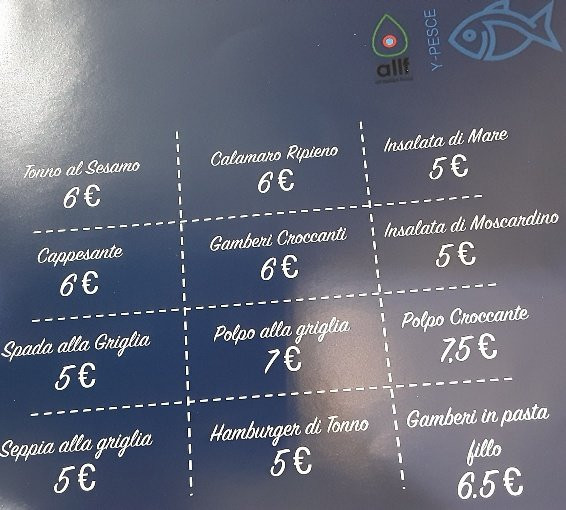 allf
Y-PESCE
Tonno al Sesamo
6 €
Calamaro Ripieno
6 €
Insalata di Mare
5 €
Cappesante
6 €
Gamberi Croccanti
6 €
Insalata di Moscardino
5 €
Spada alla Griglia
5 €
Polpo alla griglia
7 €
Polpo Croccante
7,5 €
Seppia alla griglia
5 €
Hamburger di Tonno
5 €
Gamberi in pasta
fillo
6.5 €